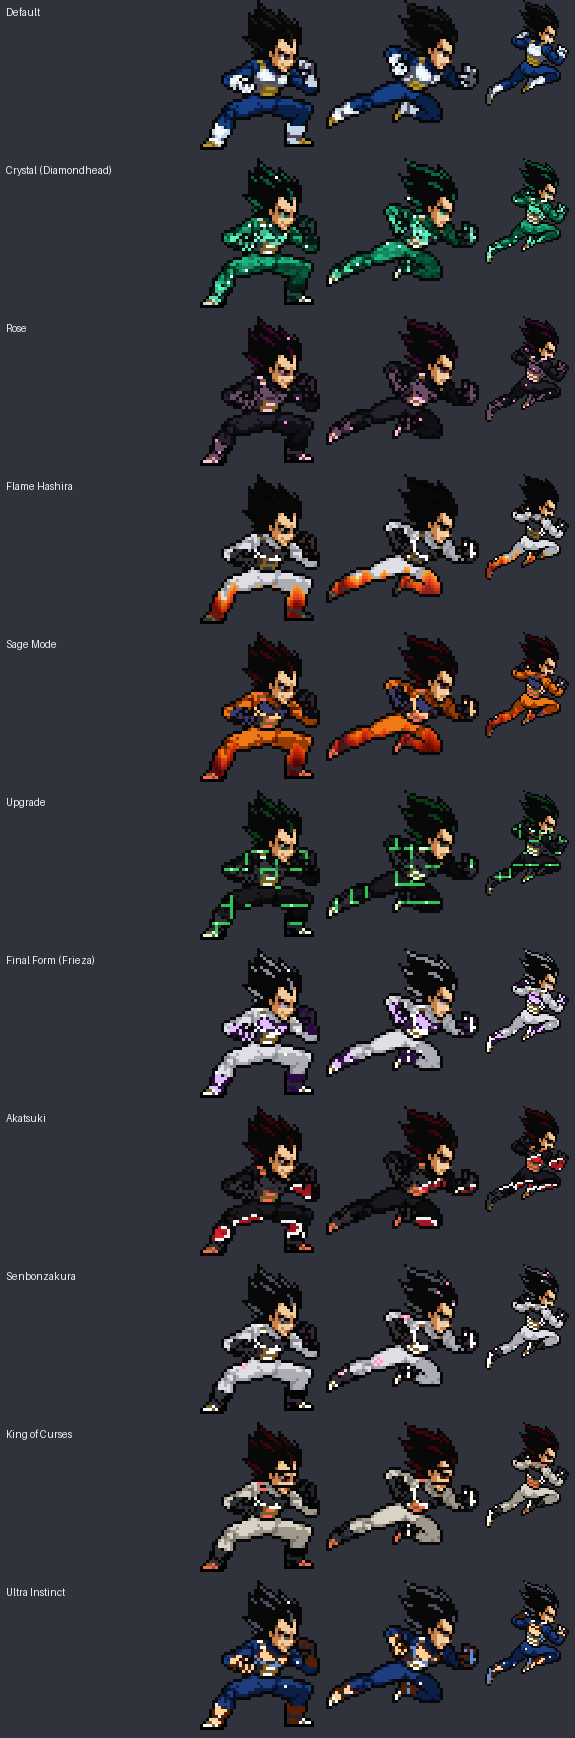 Default
Crystal (Diamondhead)
Rose
Flame Hashira
Sage Mode
Upgrade
Final Form (Frieza)
Akatsuki
Senbonzakura
King of Curses
Ultra Instinct